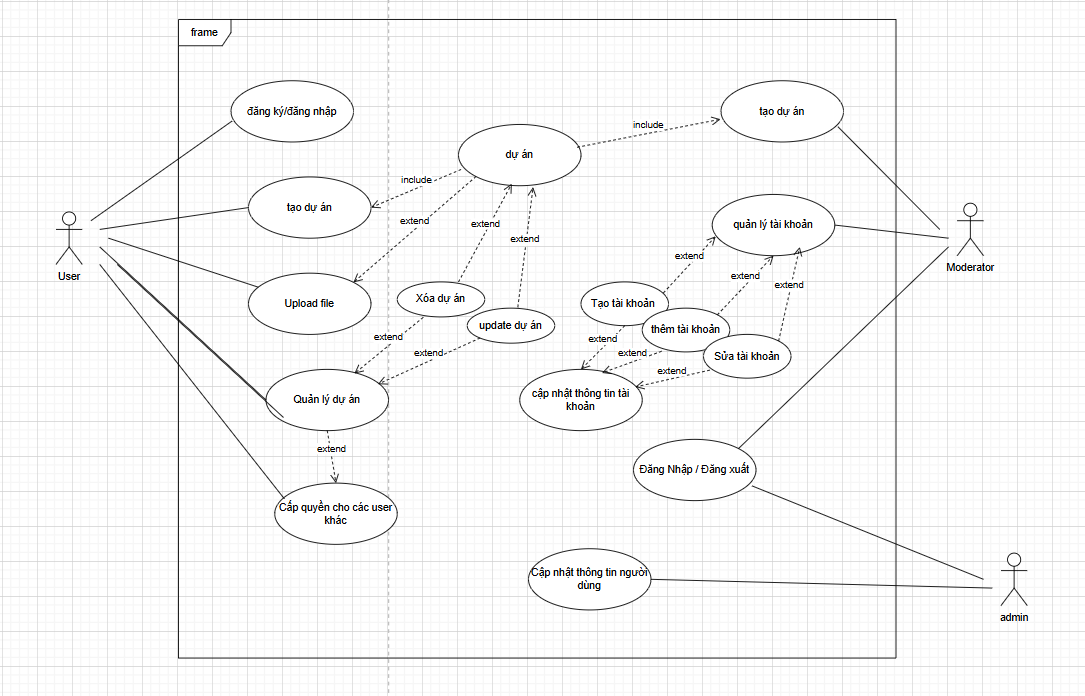 frame
đăng ký/đăng nhập
tạo dự án
include
dự án
include
tạo dự án
extend
extend
extend
quản lý tài khoản
User
Moderator
extend
extend
extend
Upload file
Xóa dự án
update dự án
Tạo tài khoản
thêm tài khoản
Sửa tài khoản
extend
extend
extend
extend
extend
Quản lý dự án
cập nhật thông tin tài
khoản
extend
Đăng Nhập / Đăng xuất
Cấp quyền cho các user
khác
Cập nhật thông tin người
dùng
admin